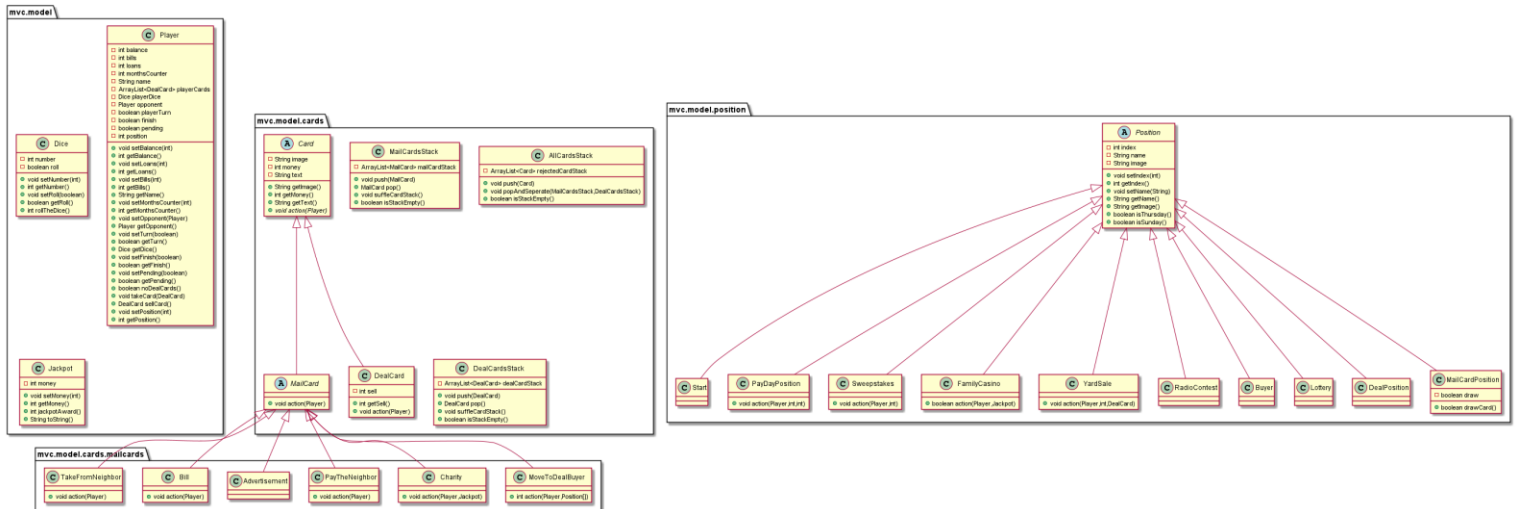 mvc.model
C Player
int balance
int bills
int loans
int monthsCounter
String name
ArrayList<DealCard> playerCards
Dice playerDice
Player opponent
boolean playerTurn
boolean finish
boolean pending
int position
void setBalance(int)
int getBalance()
void setLoans(int)
int getLoans()
void setBills(int)
int getBills()
String getName()
void setMonthsCounter(int)
int getMonthsCounter()
void setOpponent(Player)
Player getOpponent()
void setTurn(boolean)
boolean getTurn()
Dice getDice()
void setFinish(boolean)
boolean getFinish()
void setPending(boolean)
boolean getPending()
boolean noDealCards()
void takeCard(DealCard)
DealCard sellCard()
void setPosition(int)
int getPosition()
C Dice
int number
boolean roll
void setNumber(int)
int getNumber()
void setRoll(boolean)
boolean getRoll()
int rollTheDice()
C Jackpot
int money
void setMoney(int)
int getMoney()
int jackpotAward()
String toString()
mvc.model.cards
A Card
String image
int money
String text
String getImage()
int getMoney()
String getText()
void action(Player)
C MailCardsStack
ArrayList<MailCard> mailCardStack
void push(MailCard)
MailCard pop()
void suffleCardStack()
boolean isStackEmpty()
C AllCardsStack
ArrayList<Card> rejectedCardStack
void push(Card)
void popAndSeperate(MailCardsStack,DealCardsStack)
boolean isStackEmpty()
A MailCard
void action(Player)
C DealCard
int sell
int getSell()
void action(Player)
C DealCardsStack
ArrayList<DealCard> dealCardStack
void push(DealCard)
DealCard pop()
void suffleCardStack()
boolean isStackEmpty()
mvc.model.position
A Position
int index
String name
String image
void setIndex(int)
int getIndex()
void setName(String)
String getName()
String getImage()
boolean isThursday()
boolean isSunday()
C Start
C PayDayPosition
void action(Player,int,int)
C Sweepstakes
void action(Player,int)
C FamilyCasino
boolean action(Player,Jackpot)
C YardSale
void action(Player,int,DealCard)
C RadioContest
C Buyer
C Lottery
C DealPosition
C MailCardPosition
boolean draw
boolean drawCard()
mvc.model.cards.mailcards
C TakeFromNeighbor
void action(Player)
C Bill
void action(Player)
C Advertisement
C PayTheNeighbor
void action(Player)
C Charity
void action(Player,Jackpot)
C MoveToDealBuyer
int action(Player,Position[])